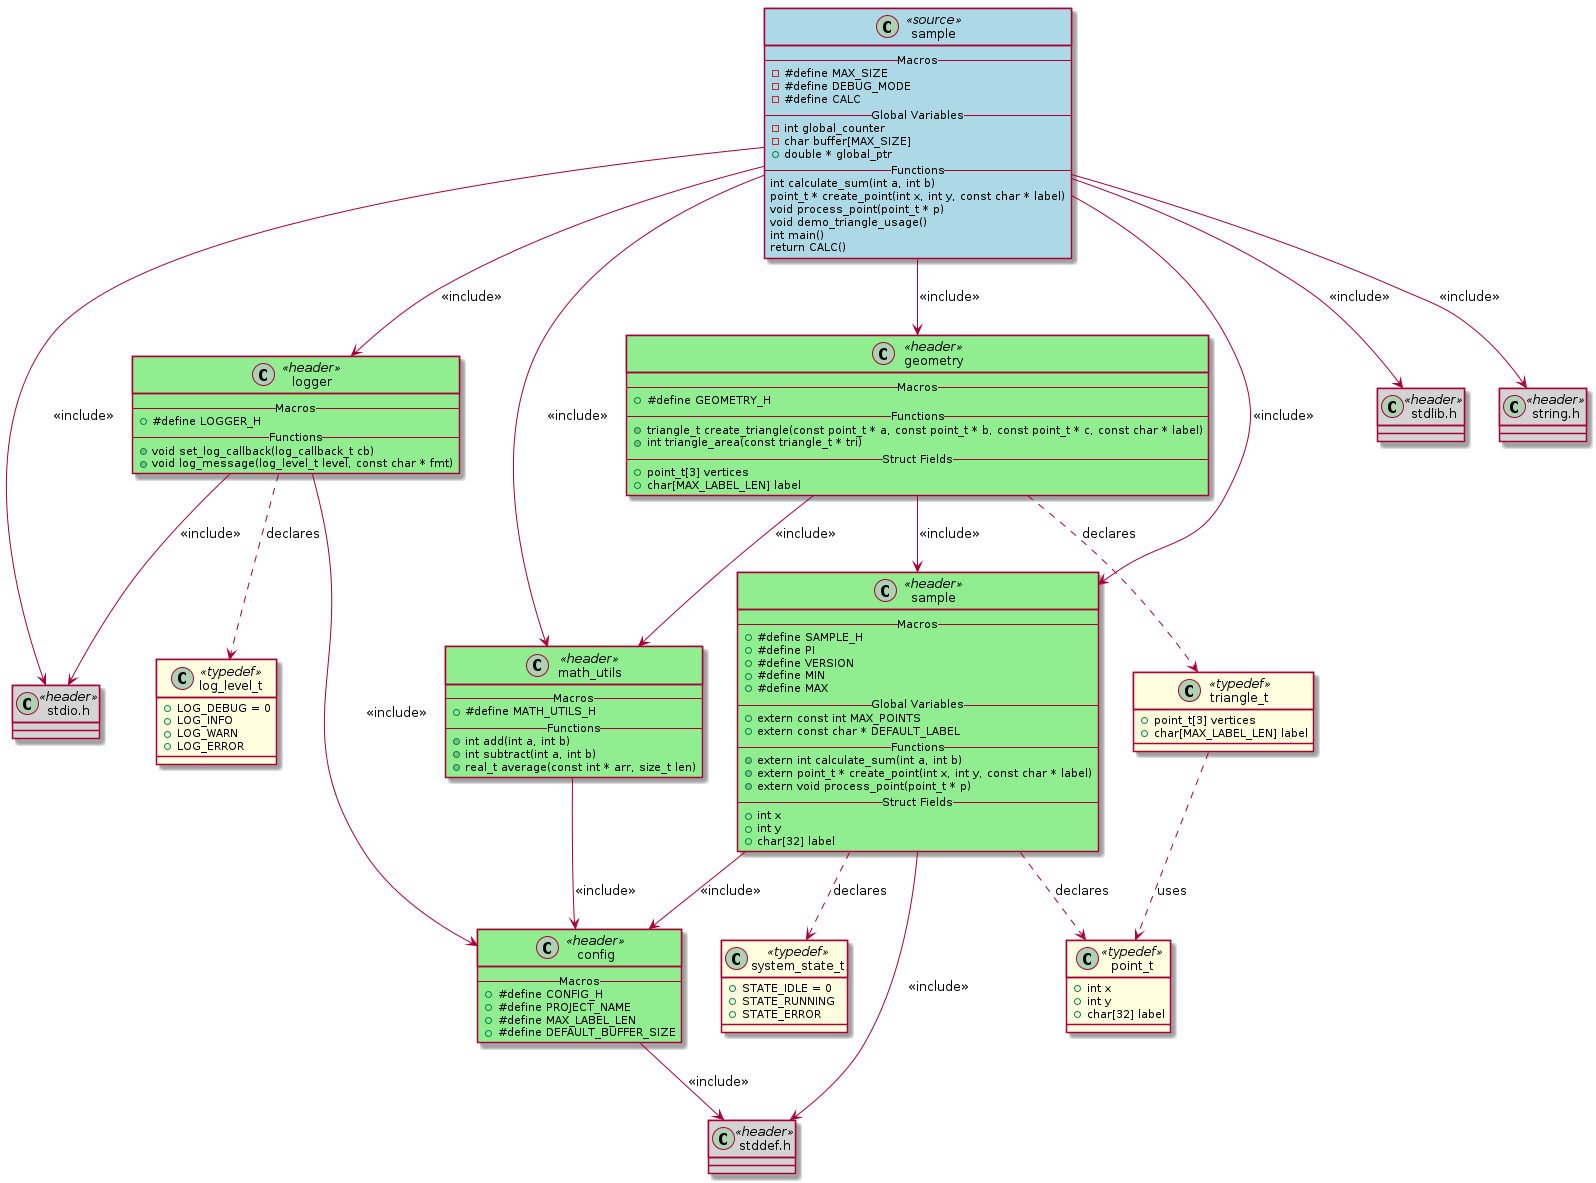 C
«source»
sample
Macros
#define MAX_SIZE
#define DEBUG_MODE
#define CALC
Global Variables
int global_counter
char buffer[MAX_SIZE]
double * global_ptr
Functions
int calculate_sum(int a, int b)
point_t * create_point(int x, int y, const char * label)
void process_point(point_t * p)
void demo_triangle_usage()
int main()
return CALC()
«include»
«include»
«include»
«include»
C
«header»
logger
Macros
#define LOGGER_H
Functions
void set_log_callback(log_callback_t cb)
void log_message(log_level_t level, const char * fmt)
C
«header»
geometry
Macros
#define GEOMETRY_H
Functions
triangle_t create_triangle(const point_t * a, const point_t * b, const point_t * c, const char * label)
int triangle_area(const triangle_t * tri)
Struct Fields
point_t[3] vertices
char[MAX_LABEL_LEN] label
C
«header»
stdlib.h
C
«header»
string.h
«include»
«include»
«include»
«include»
declares
«include»
«include»
declares
C
«header»
stdio.h
C
«typedef»
log_level_t
LOG_DEBUG = 0
LOG_INFO
LOG_WARN
LOG_ERROR
«include»
C
«header»
math_utils
Macros
#define MATH_UTILS_H
Functions
int add(int a, int b)
int subtract(int a, int b)
real_t average(const int * arr, size_t len)
C
«header»
sample
Macros
#define SAMPLE_H
#define PI
#define VERSION
#define MIN
#define MAX
Global Variables
extern const int MAX_POINTS
extern const char * DEFAULT_LABEL
Functions
extern int calculate_sum(int a, int b)
extern point_t * create_point(int x, int y, const char * label)
extern void process_point(point_t * p)
Struct Fields
int x
int y
char[32] label
C
«typedef»
triangle_t
point_t[3] vertices
char[MAX_LABEL_LEN] label
«include»
«include»
declares
declares
uses
C
«header»
config
Macros
#define CONFIG_H
#define PROJECT_NAME
#define MAX_LABEL_LEN
#define DEFAULT_BUFFER_SIZE
C
«typedef»
system_state_t
STATE_IDLE = 0
STATE_RUNNING
STATE_ERROR
«include»
C
«typedef»
point_t
int x
int y
char[32] label
«include»
C
«header»
stddef.h